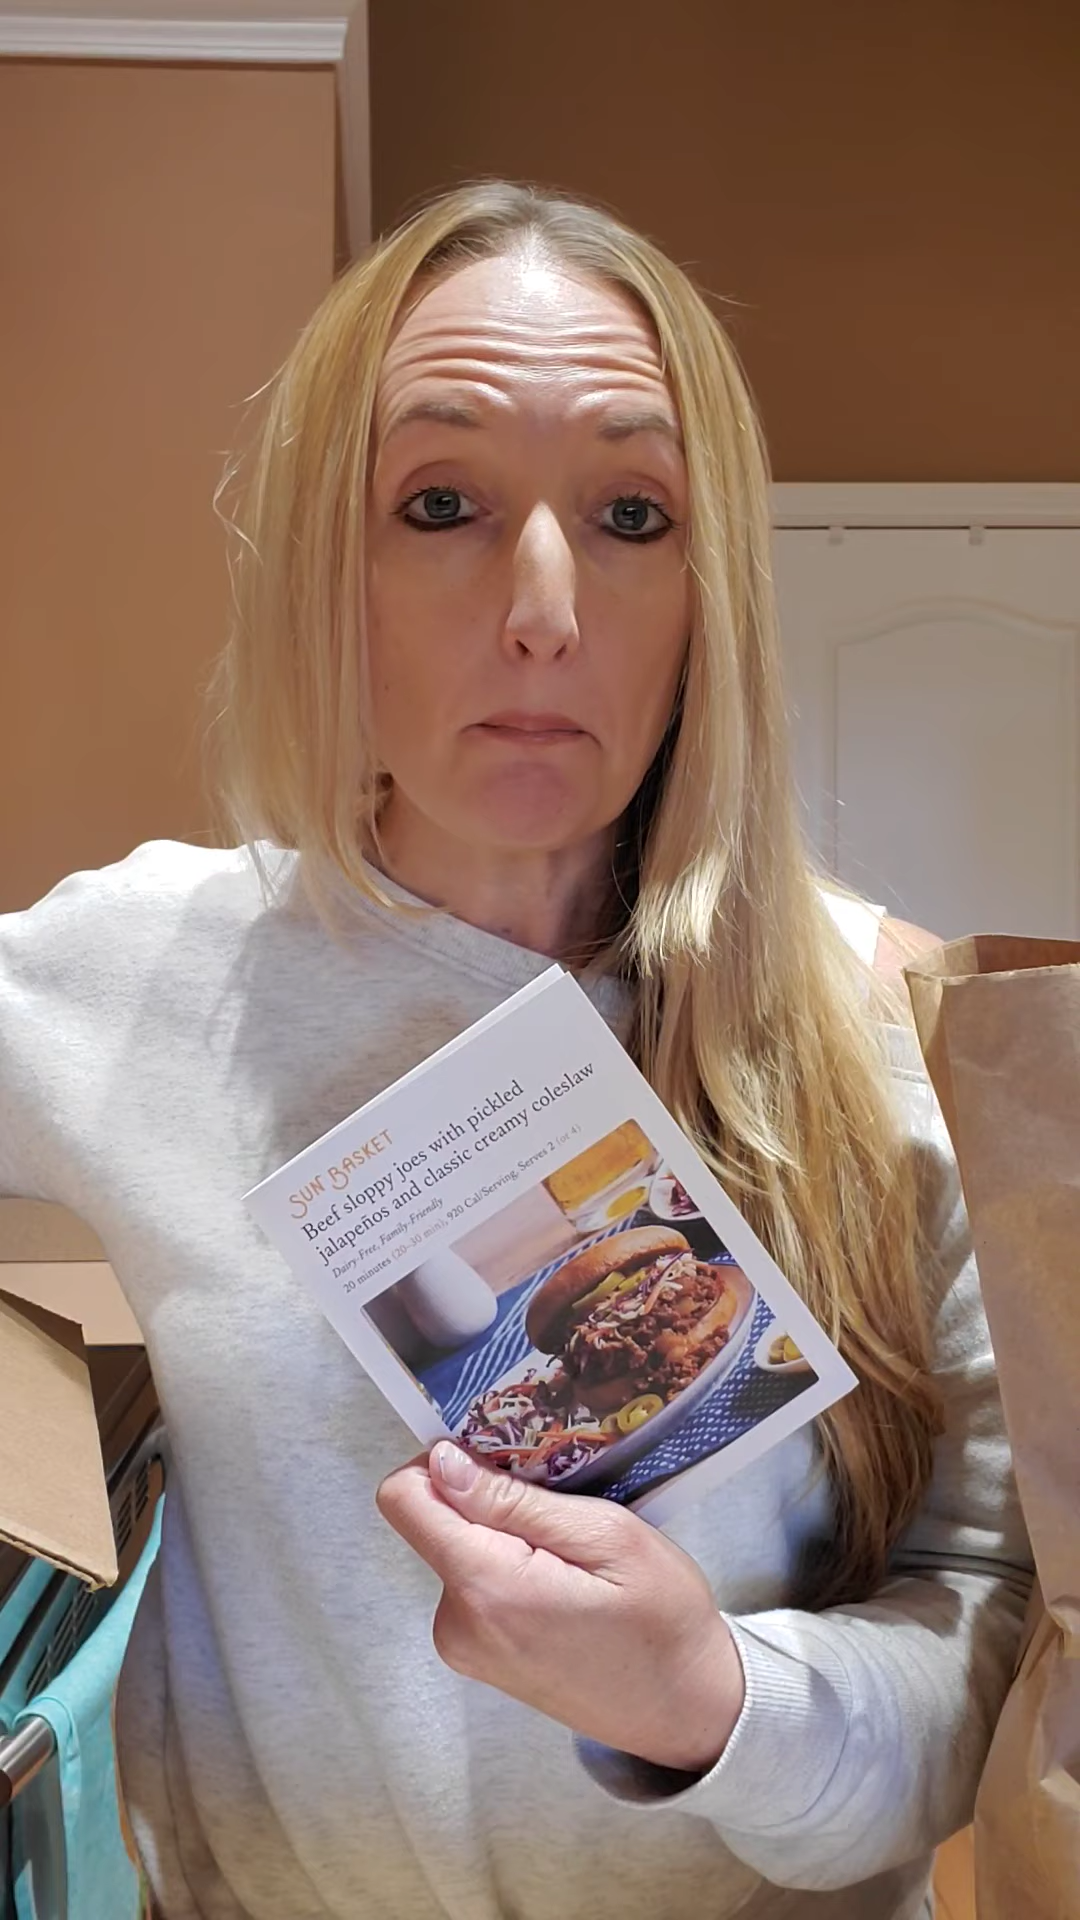 SUN BASKET
Beef sloppy joes with pickled
jalapeños and classic creamy coleslaw
Dairy-Free, Family-Friendly
20 minutes (20–30 min), 920 Cal/Serving, Serves 2 (or 4)